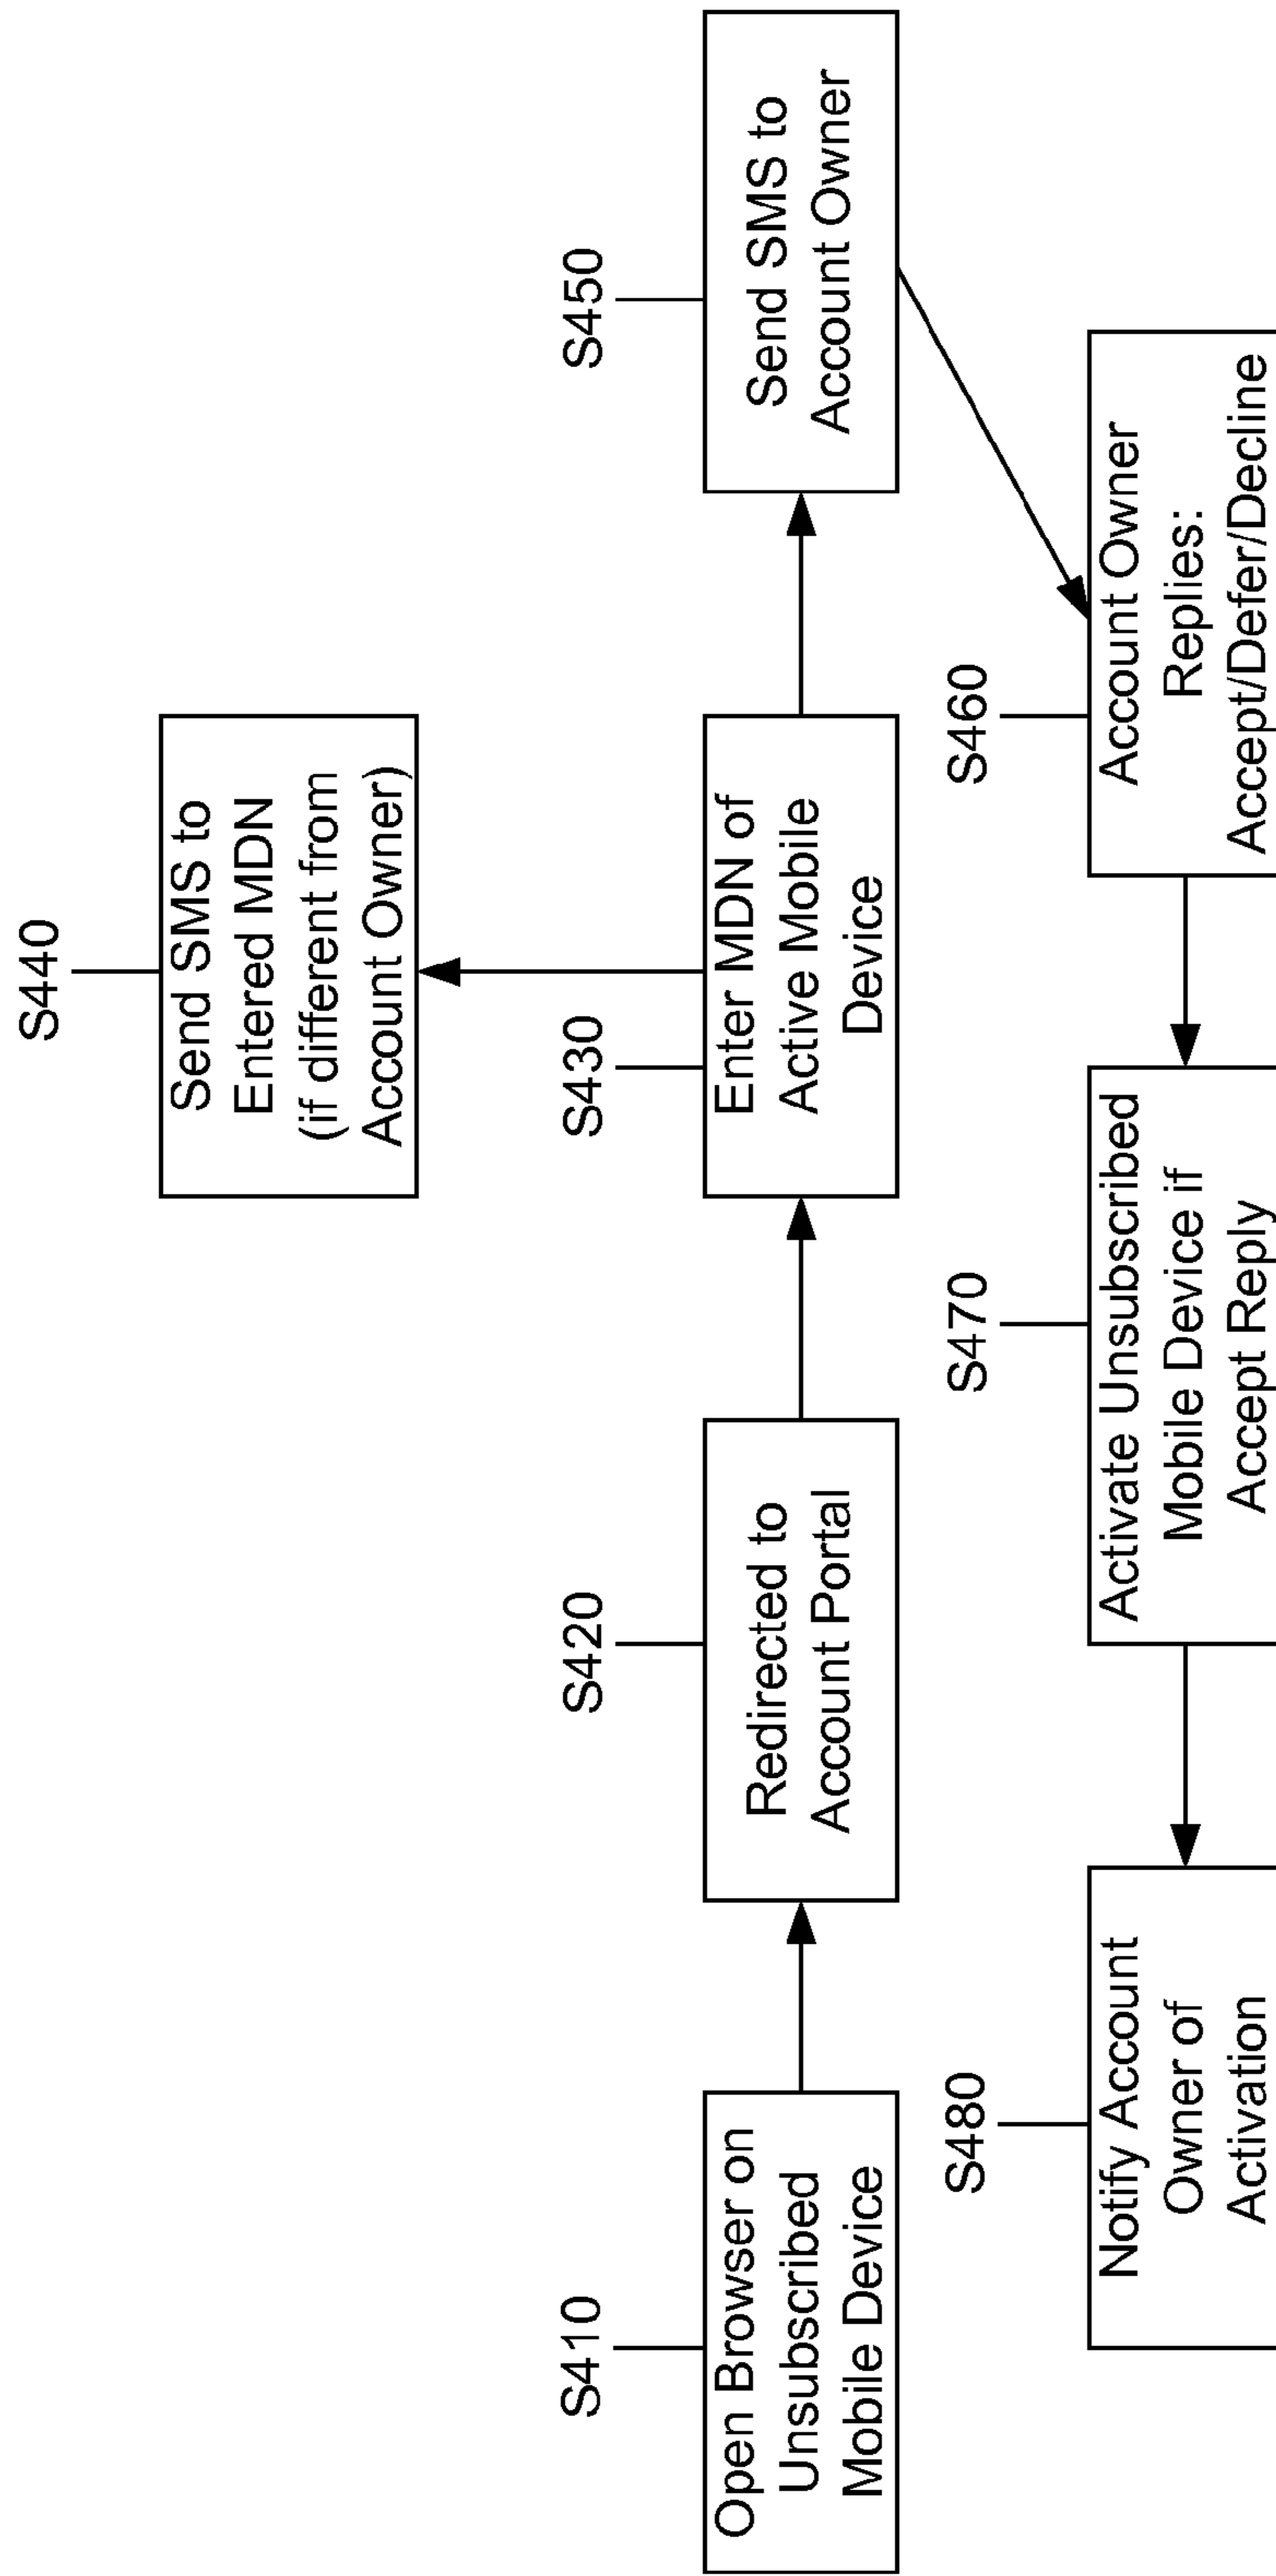 S440
Send SMS to
Entered MDN
(if different from
Account Owner)
S410
Open Browser on
Unsubscribed
Mobile Device
S420
Redirected to
Account Portal
S430
Enter MDN of
Active Mobile
Device
S450
Send SMS to
Account Owner
S480
Notify Account
Owner of
Activation
S470
Activate Unsubscribed
Mobile Device if
Accept Reply
S460
Account Owner
Replies:
Accept/Defer/Decline